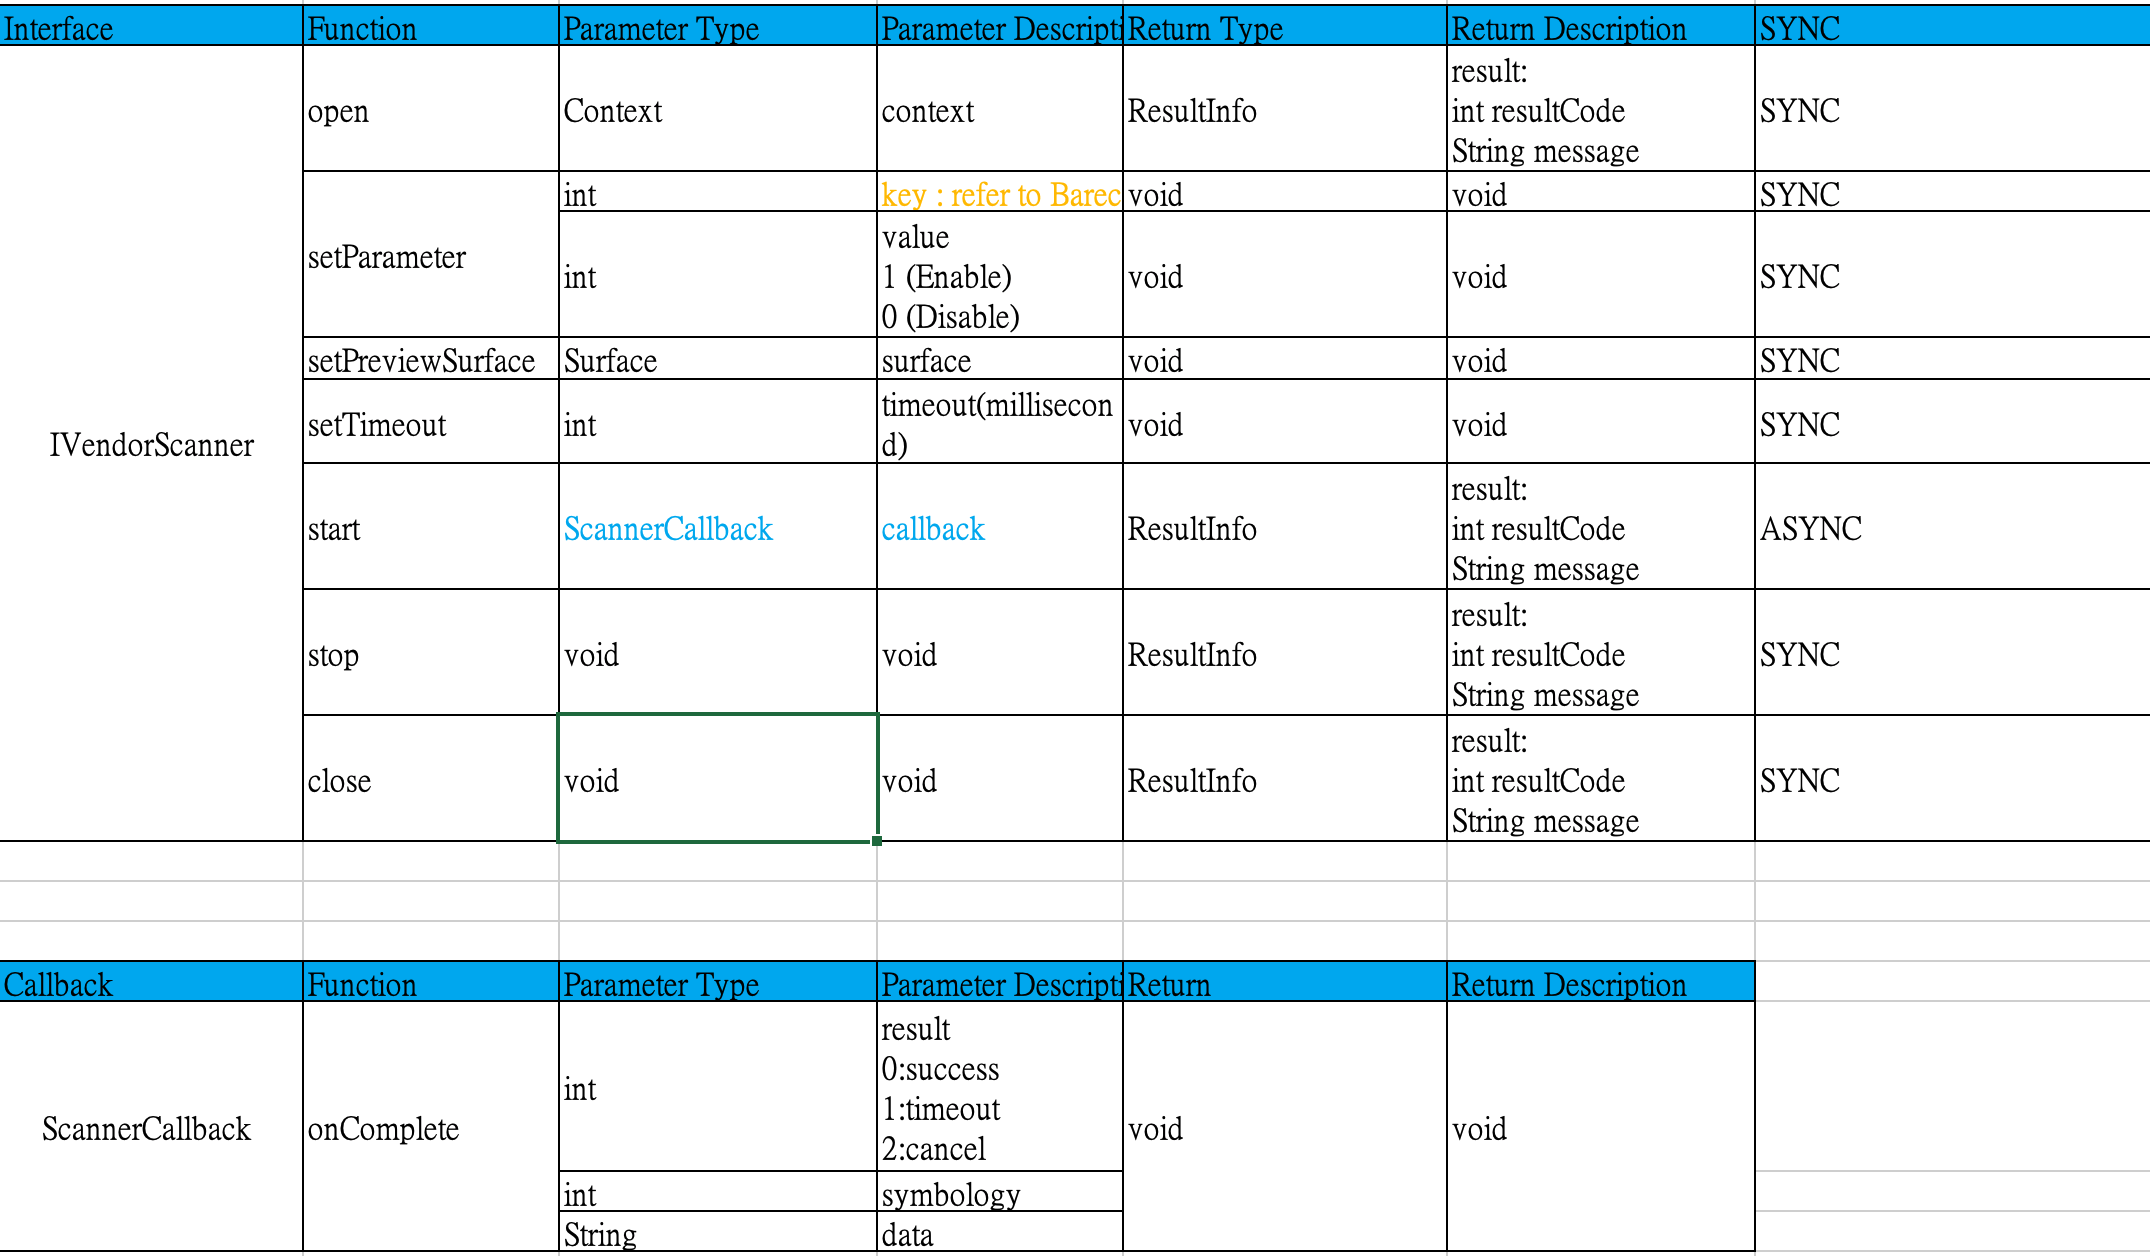 Interface Function Parameter Type Parameter Descripti Return Type Return Description SYNC
IVendorScanner
open Context context ResultInfo result:
int resultCode
String message SYNC
setParameter
int key : refer to Barec void void SYNC
int value
1 (Enable)
0 (Disable) void void SYNC
setPreviewSurface Surface surface void void SYNC
setTimeout int timeout(millisecon
d) void void SYNC
start ScannerCallback callback ResultInfo result:
int resultCode
String message ASYNC
stop void void ResultInfo result:
int resultCode
String message SYNC
close void void ResultInfo result:
int resultCode
String message SYNC
Callback Function Parameter Type Parameter Descripti Return Return Description
ScannerCallback onComplete
int result
0:success
1:timeout
2:cancel
void void
int symbology
String data